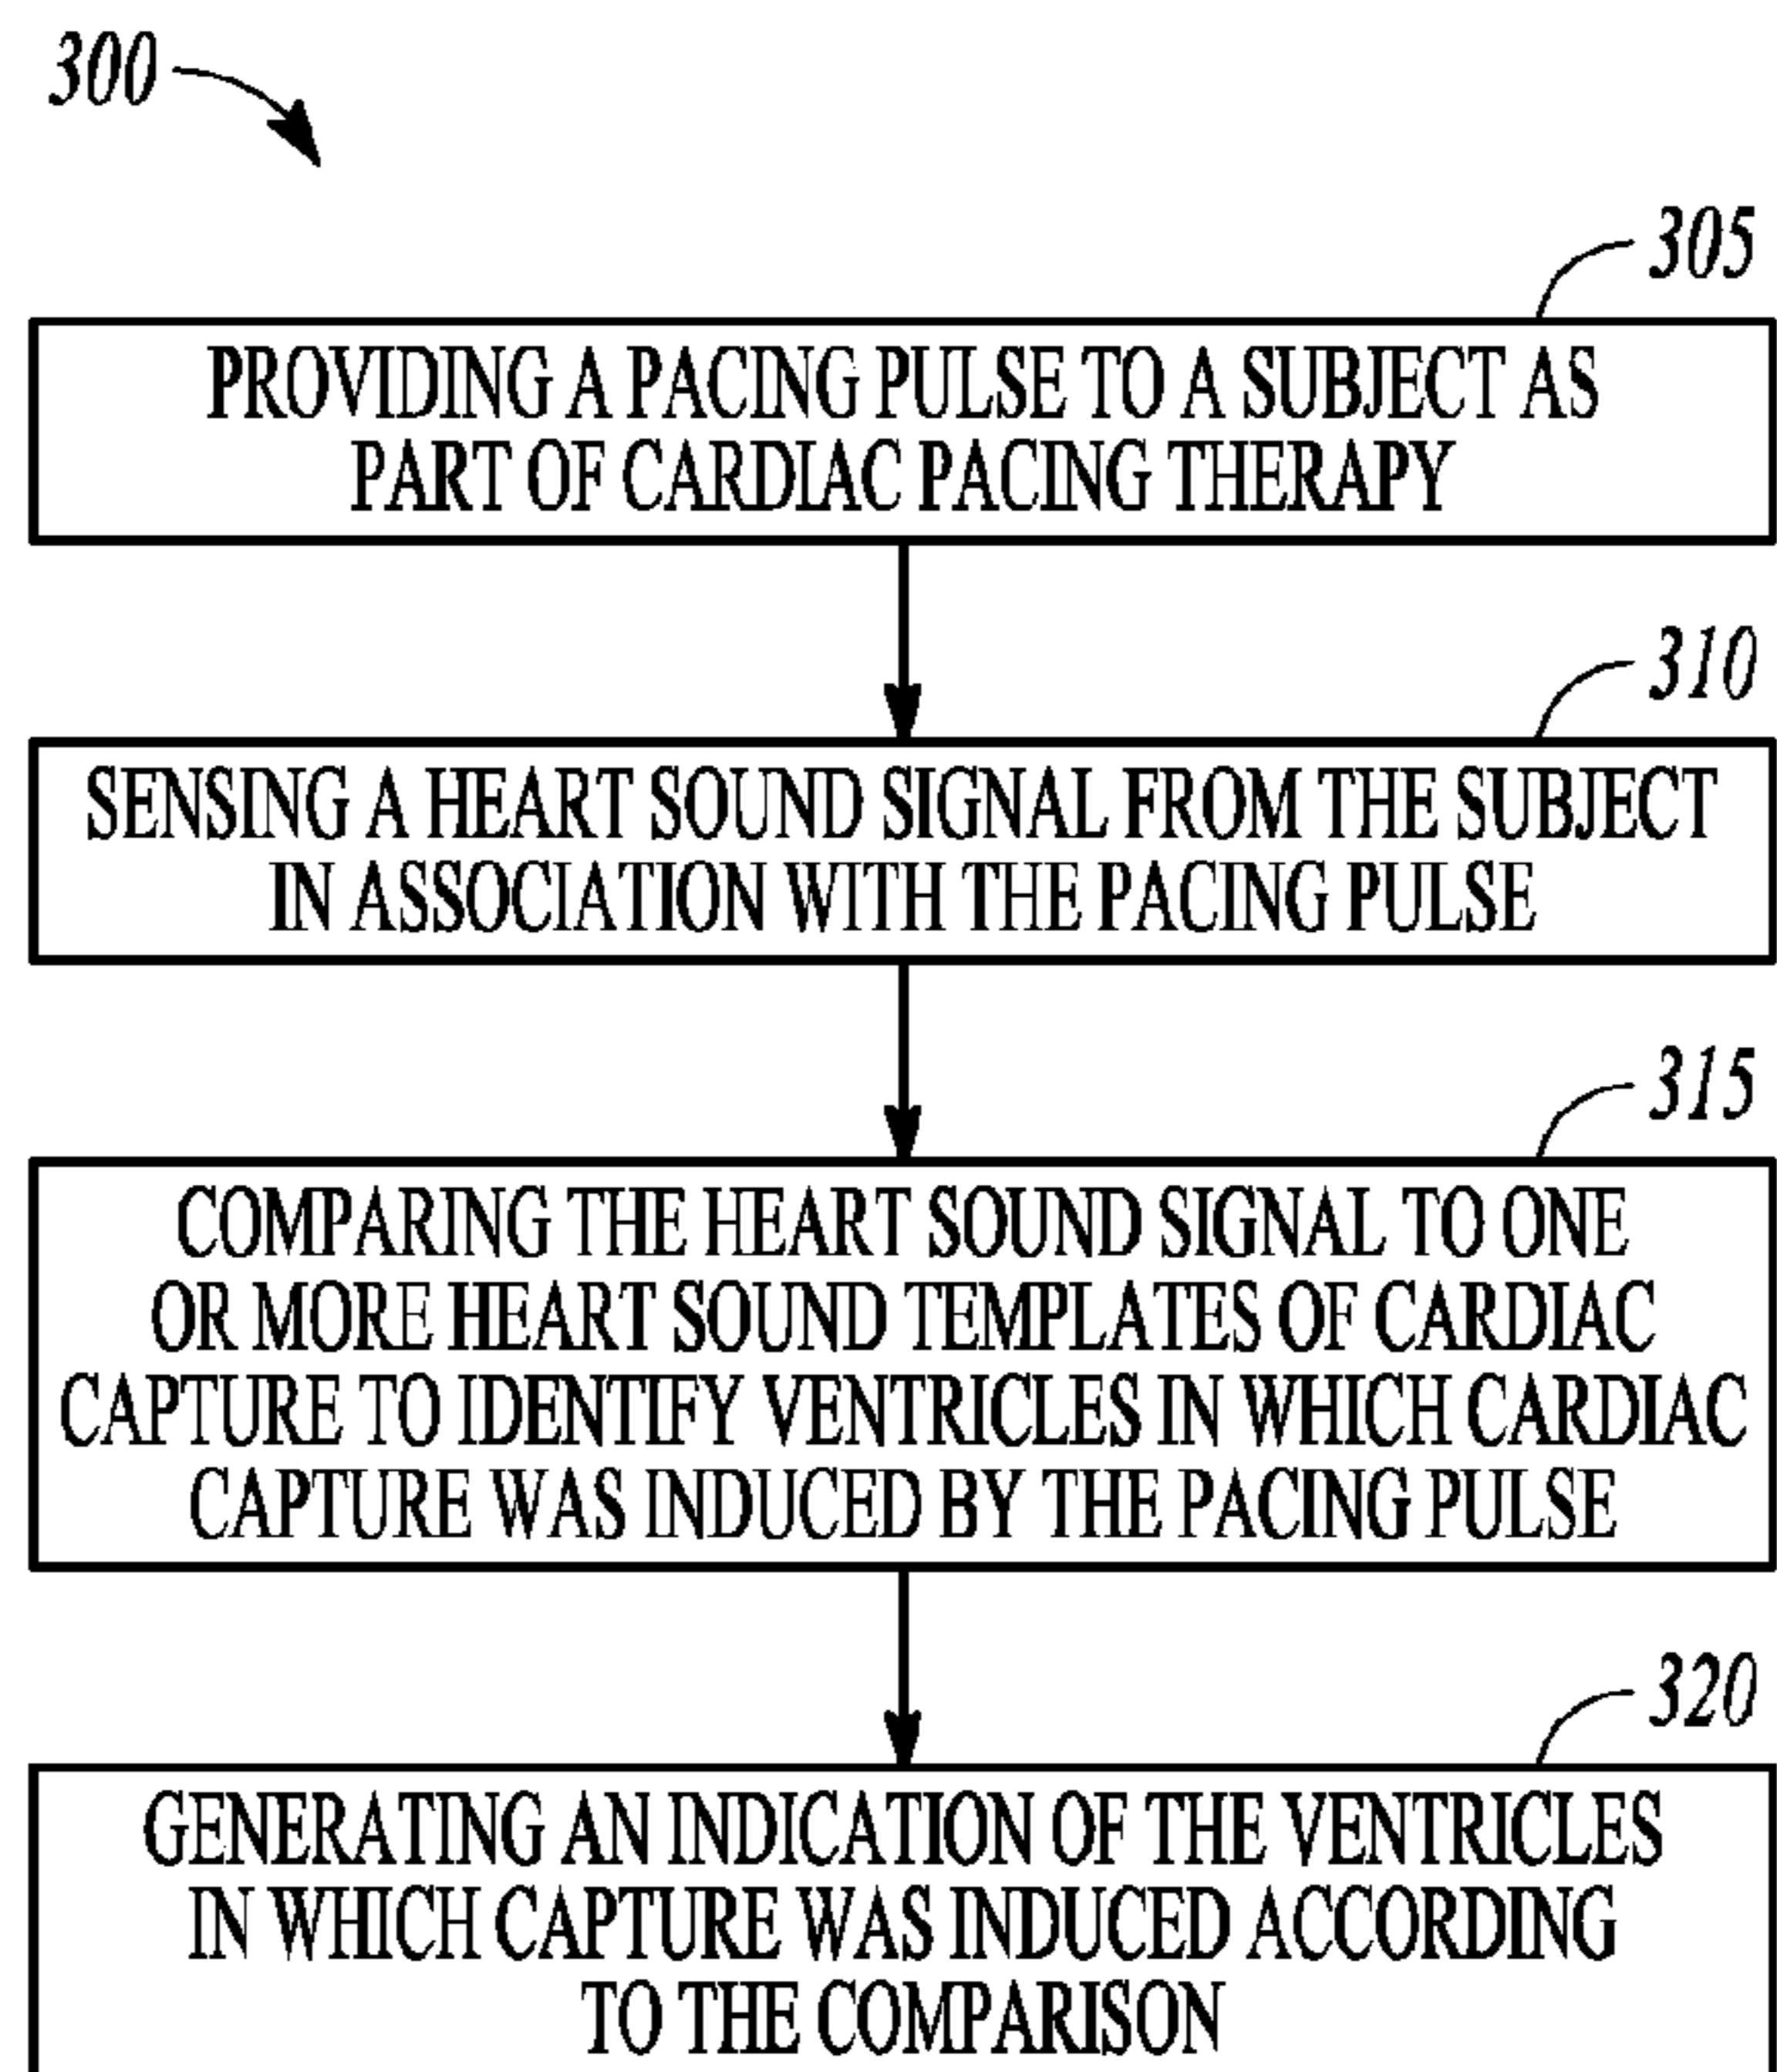 300
305
PROVIDING A PACING PULSE TO A SUBJECT AS
PART OF CARDIAC PACING THERAPY
310
SENSING A HEART SOUND SIGNAL FROM THE SUBJECT
IN ASSOCIATION WITH THE PACING PULSE
315
COMPARING THE HEART SOUND SIGNAL TO ONE
OR MORE HEART SOUND TEMPLATES OF CARDIAC
CAPTURE TO IDENTIFY VENTRICLES IN WHICH CARDIAC
CAPTURE WAS INDUCED BY THE PACING PULSE
320
GENERATING AN INDICATION OF THE VENTRICLES
IN WHICH CAPTURE WAS INDUCED ACCORDING
TO THE COMPARISON